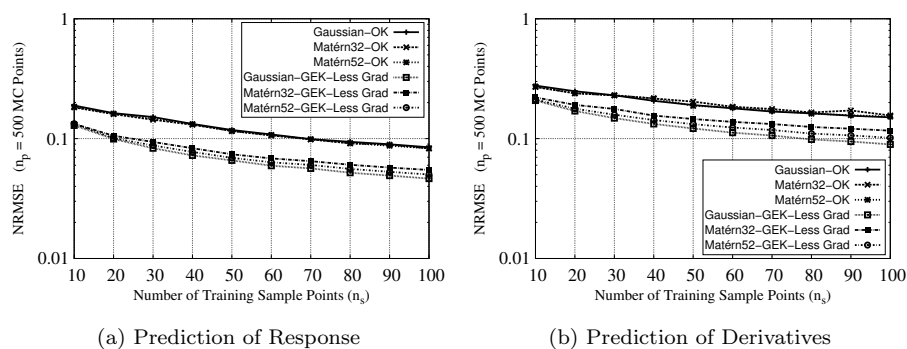 1
0.1
0.01
NRMSE (np = 500 MC Points)
Gaussian−OK
Matérn32−OK
Matérn52−OK
Gaussian−GEK−Less Grad
Matérn32−GEK−Less Grad
Matérn52−GEK−Less Grad
10 20 30 40 50 60 70 80 90 100
Number of Training Sample Points (ns)
(a) Prediction of Response
1
0.1
0.01
NRMSE (np = 500 MC Points)
Gaussian−OK
Matérn32−OK
Matérn52−OK
Gaussian−GEK−Less Grad
Matérn32−GEK−Less Grad
Matérn52−GEK−Less Grad
10 20 30 40 50 60 70 80 90 100
Number of Training Sample Points (ns)
(b) Prediction of Derivatives